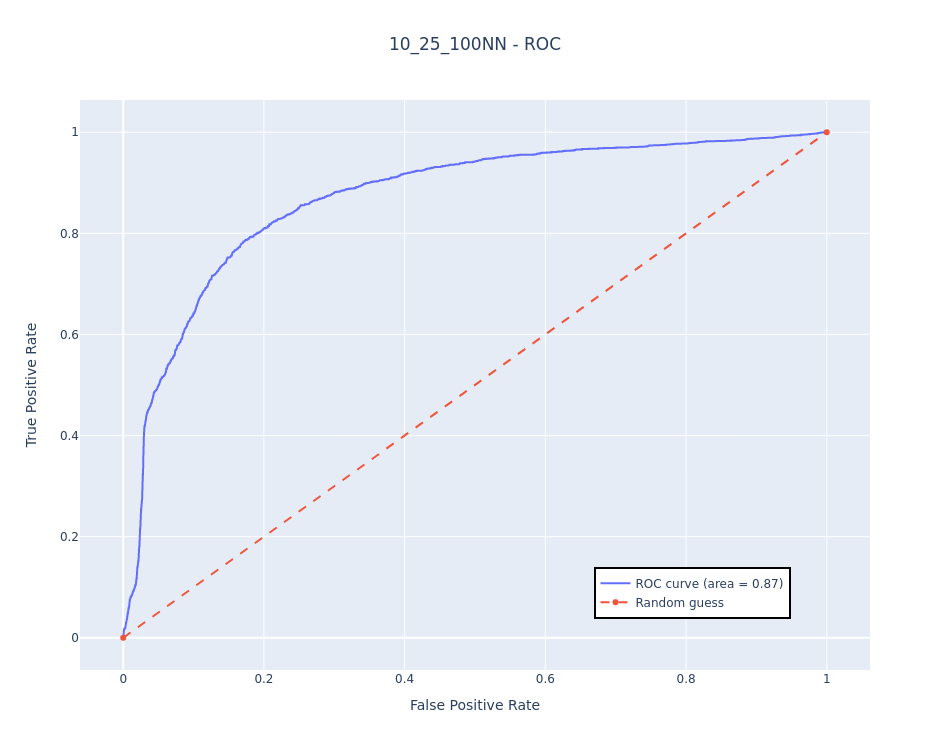 10_25_100NN - ROC
True Positive Rate
1
0.8
0.6
0.4
0.2
0
ROC curve (area = 0.87)
Random guess
0 0.2 0.4 0.6 0.8 1
False Positive Rate